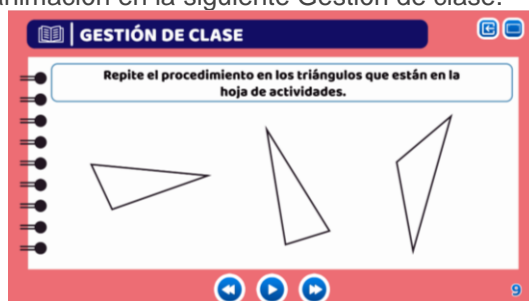 animación en la siguiente Gestión de clase.
GESTIÓN DE CLASE
Repite el procedimiento en los triángulos que están en la
hoja de actividades.
9